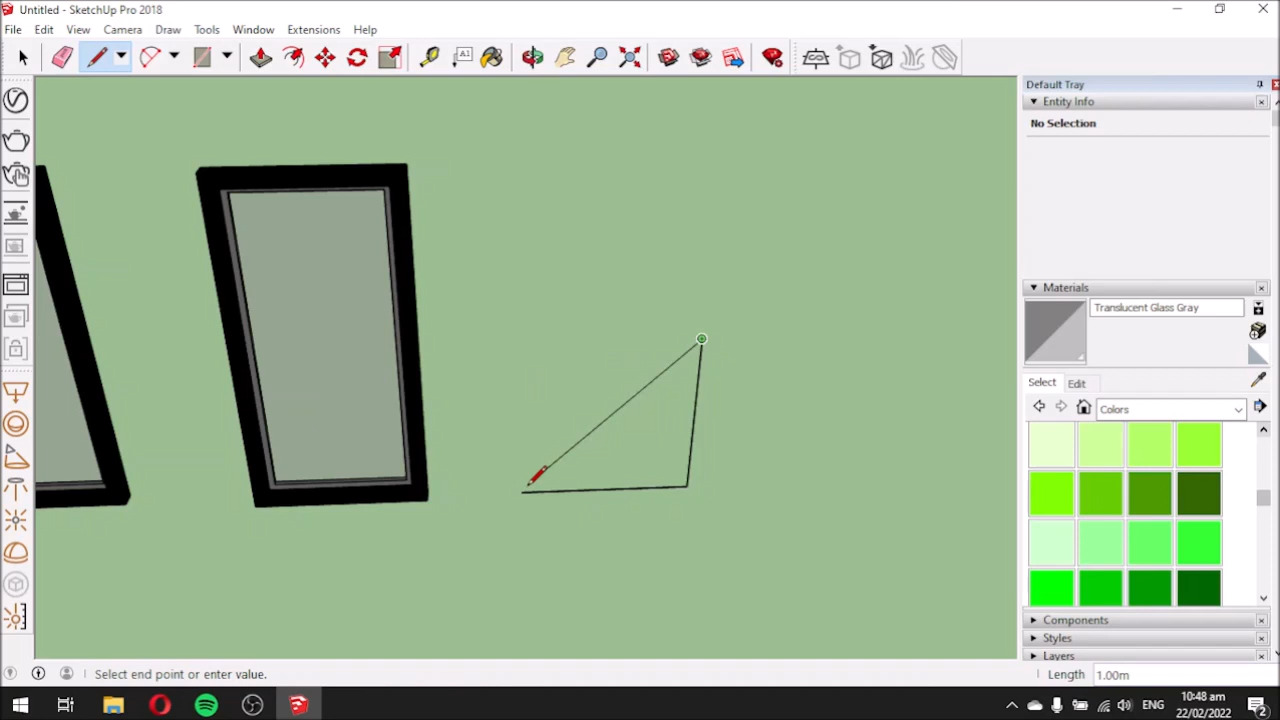 Untitled - SketchUp Pro 2018
File Edit View Camera Draw Tools Window Extensions Help
A1
Default Tray
Entity Info
No Selection
Materials
Translucent Glass Gray
Select Edit
Colors
Components
Styles
Layers
Select end point or enter value.
Length 1.00m
ENG
10:48 am
22/02/2022
2